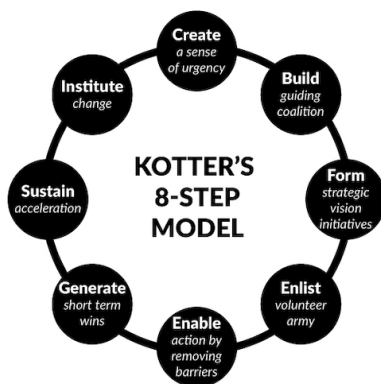 Create
a sense
of urgency
Build
guiding
coalition
Form
strategic
vision
initiatives
Enlist
volunteer
army
Enable
action by
removing
barriers
Generate
short term
wins
Sustain
acceleration
Institute
change
KOTTER'S
8-STEP
MODEL